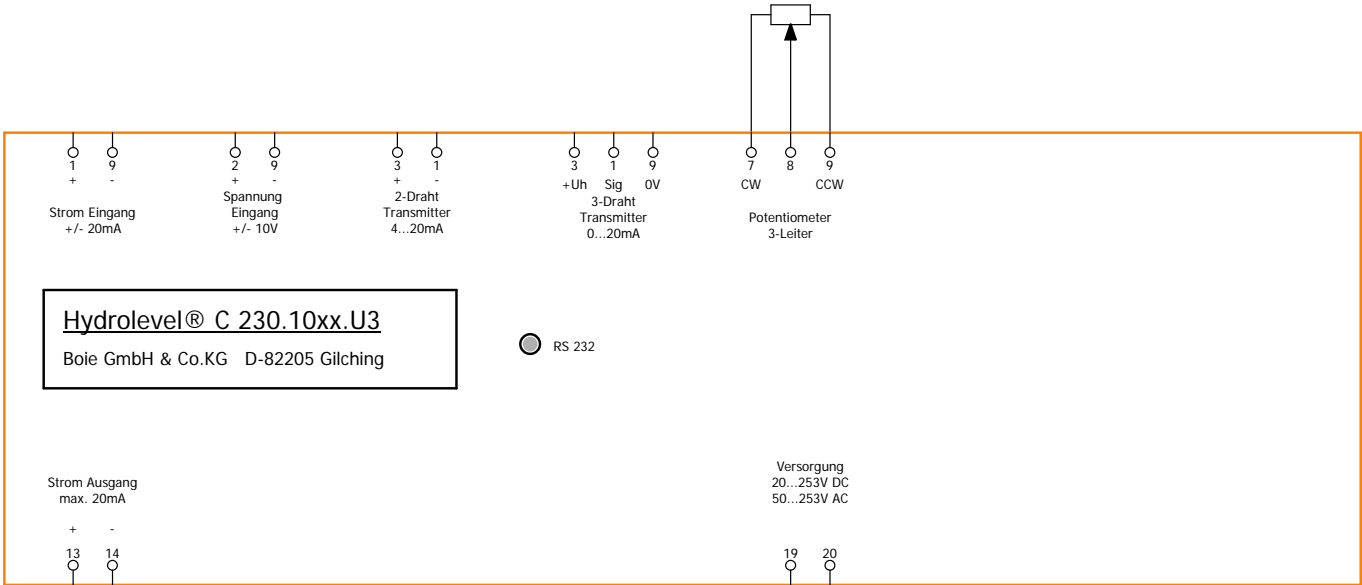 1 9
+ -
Strom Eingang
+/- 20mA
2 9
+ -
Spannung
Eingang
+/- 10V
3 1
+ -
2-Draht
Transmitter
4...20mA
3 1 9
+Uh Sig 0V
3-Draht
Transmitter
0...20mA
7 8 9
CW CCW
Potentiometer
3-Leiter
Hydrolevel® C 230.10xx.U3
Boie GmbH & Co.KG D-82205 Gilching
RS 232
Strom Ausgang
max. 20mA
+ -
13 14
Versorgung
20...253V DC
50...253V AC
19 20